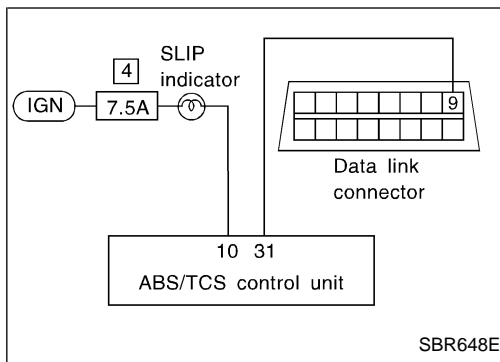 4
SLIP
indicator
IGN
7.5A
9
Data link
connector
10 31
ABS/TCS control unit
SBR648E